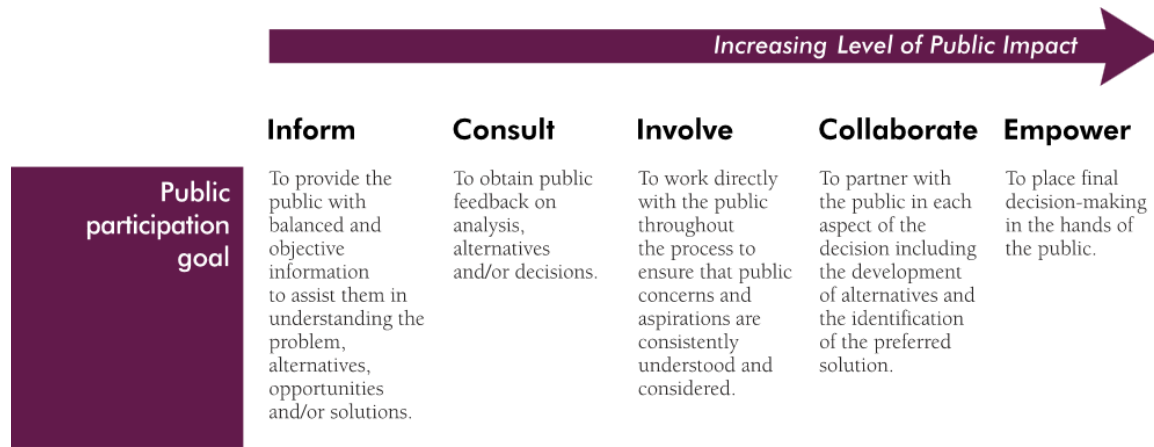 Increasing Level of Public Impact
Inform
Consult
Involve
Collaborate
Empower
Public
participation
goal
To provide the
public with
balanced and
objective
information
to assist them in
understanding the
problem,
alternatives,
opportunities
and/or solutions.
To obtain public
feedback on
analysis,
alternatives
and/or decisions.
To work directly
with the public
throughout
the process to
ensure that public
concerns and
aspirations are
consistently
understood and
considered.
To partner with
the public in each
aspect of the
decision including
the development
of alternatives and
the identification
of the preferred
solution.
To place final
decision-making
in the hands of
the public.